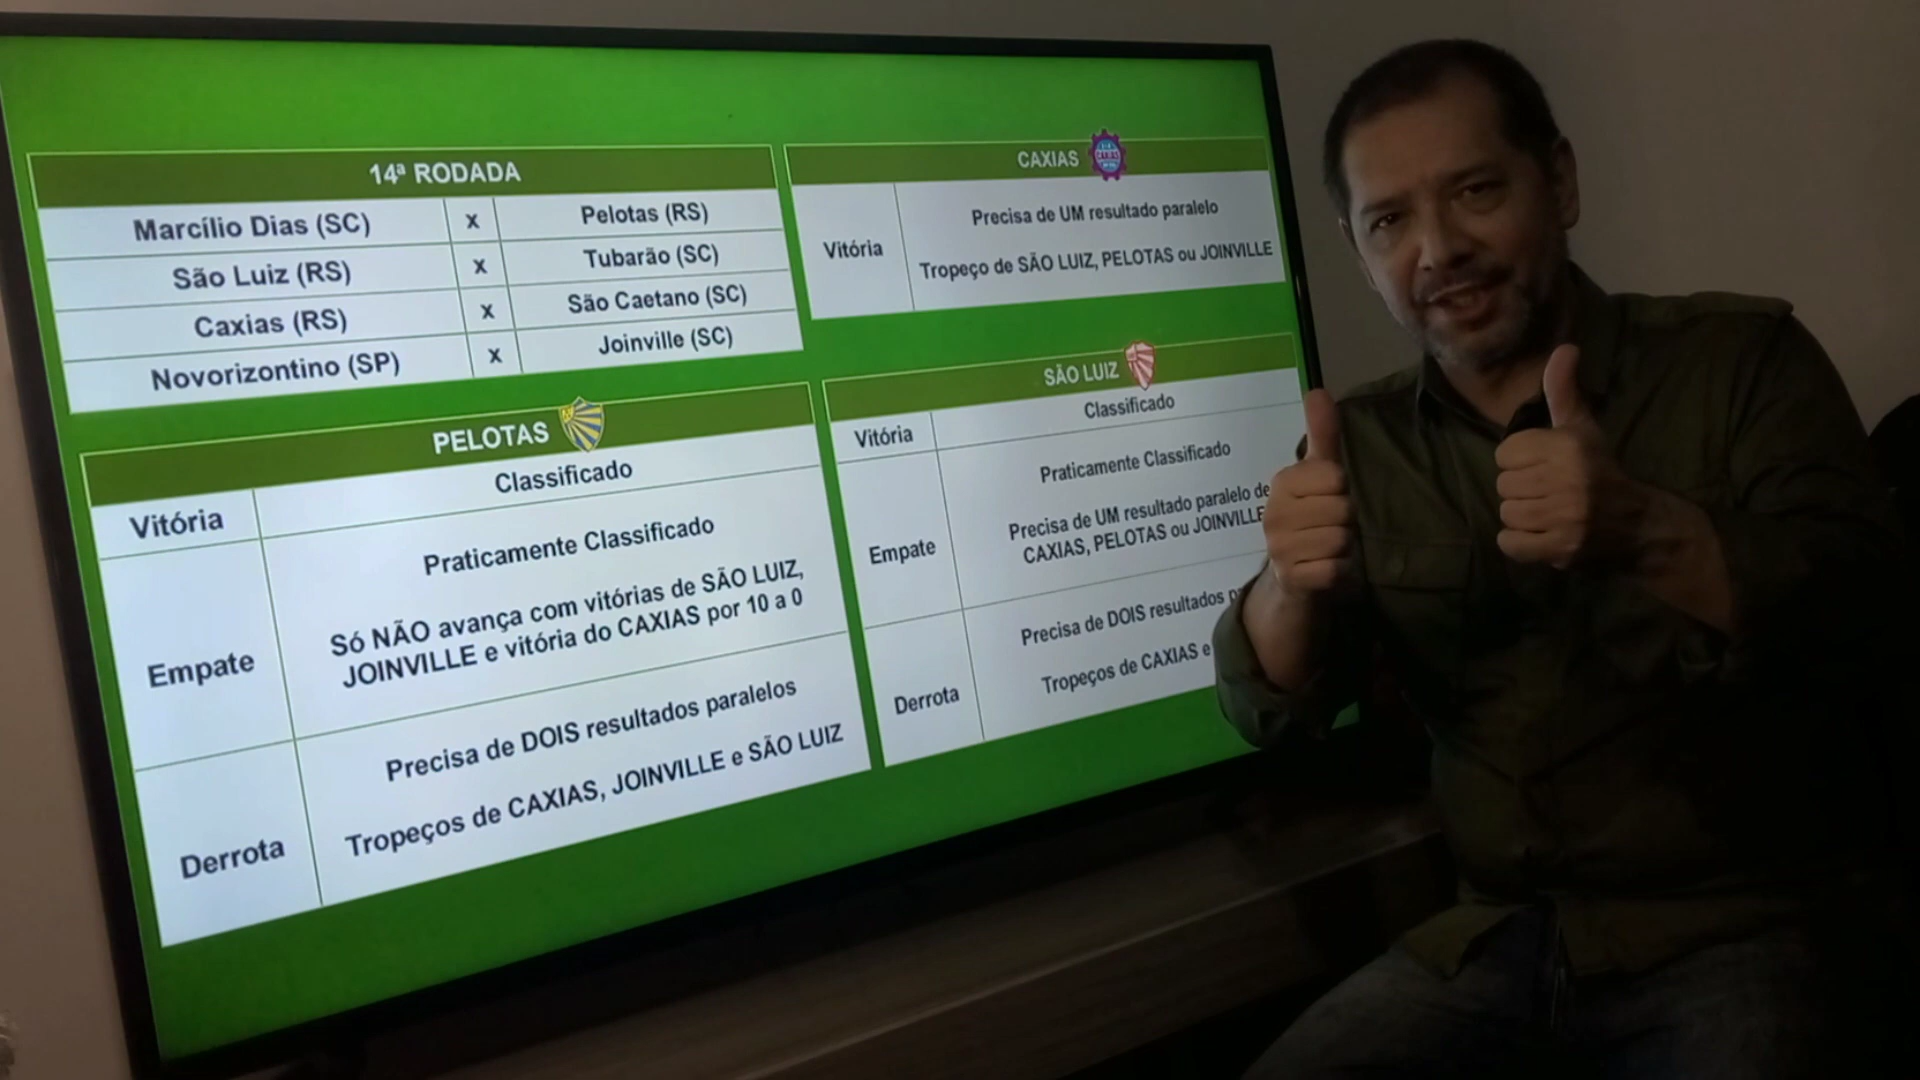 14ª RODADA
Marcílio Dias (SC) x Pelotas (RS)
São Luiz (RS) x Tubarão (SC)
Caxias (RS) x São Caetano (SC)
Novorizontino (SP) x Joinville (SC)
CAXIAS
CAXIAS
Vitória
Precisa de UM resultado paralelo
Tropeço de SÃO LUIZ, PELOTAS ou JOINVILLE
PELOTAS
Vitória
Classificado
Empate
Praticamente Classificado
Só NÃO avança com vitórias de SÃO LUIZ,
JOINVILLE e vitória do CAXIAS por 10 a 0
Derrota
Precisa de DOIS resultados paralelos
Tropeços de CAXIAS, JOINVILLE e SÃO LUIZ
SÃO LUIZ
Vitória
Classificado
Empate
Praticamente Classificado
Precisa de UM resultado paralelo de
CAXIAS, PELOTAS ou JOINVILLE
Derrota
Precisa de DOIS resultados
Tropeços de CAXIAS e